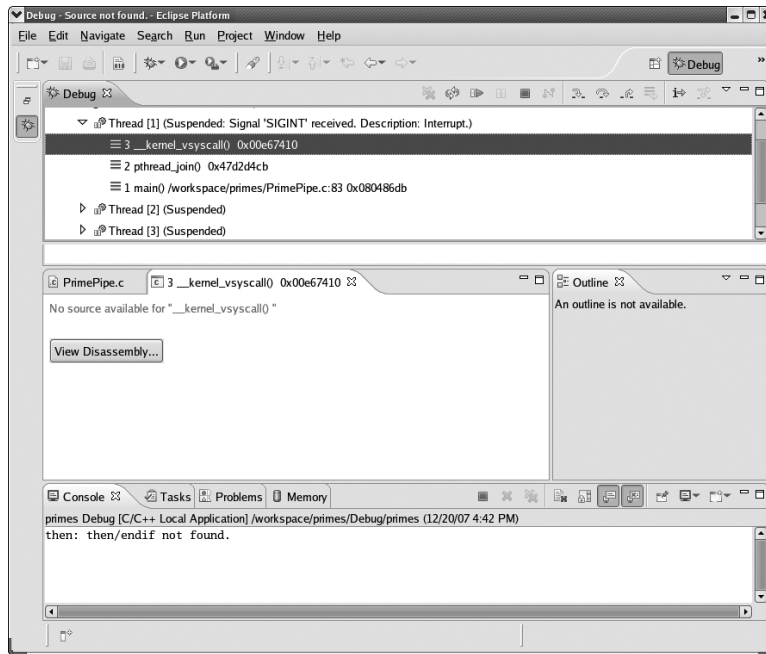 Debug - Source not found. - Eclipse Platform
File Edit Navigate Search Run Project Window Help
Debug
»
Debug
Thread [1] (Suspended: Signal 'SIGINT' received. Description: Interrupt.)
3 __kernel_vsyscall() 0x00e67410
2 pthread_join() 0x47d2d4cb
1 main() /workspace/primes/PrimePipe.c:83 0x080486db
Thread [2] (Suspended)
Thread [3] (Suspended)
PrimePipe.c
3 __kernel_vsyscall() 0x00e67410
Outline
No source available for "__kernel_vsyscall() "
An outline is not available.
View Disassembly...
Console Tasks Problems Memory
primes Debug [C/C++ Local Application] /workspace/primes/Debug/primes (12/20/07 4:42 PM)
then: then/endif not found.